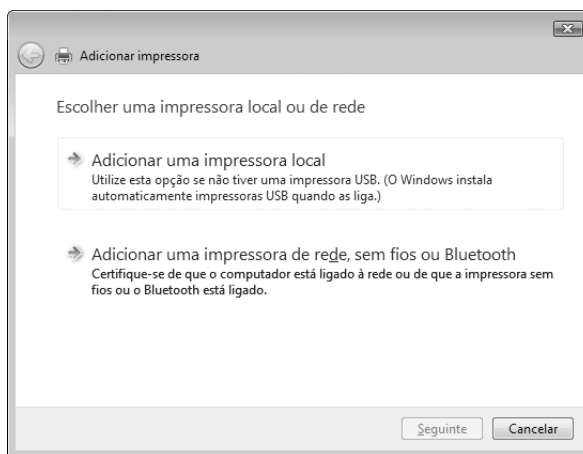 Adicionar impressora
Escolher uma impressora local ou de rede
Adicionar uma impressora local
Utilize esta opção se não tiver uma impressora USB. (O Windows instala
automaticamente impressoras USB quando as liga.)
Adicionar uma impressora de rede, sem fios ou Bluetooth
Certifique-se de que o computador está ligado à rede ou de que a impressora sem
fios ou o Bluetooth está ligado.
Seguinte
Cancelar